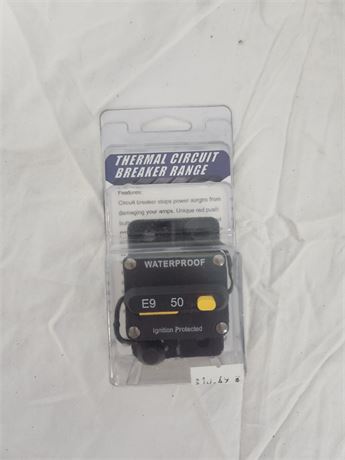 THERMAL CIRCUIT
BREAKER RANGE
Features:
Circuit breaker stops power surges from
damaging your amps. Unique red push
WATERPROOF
E9 50
Ignition Protected